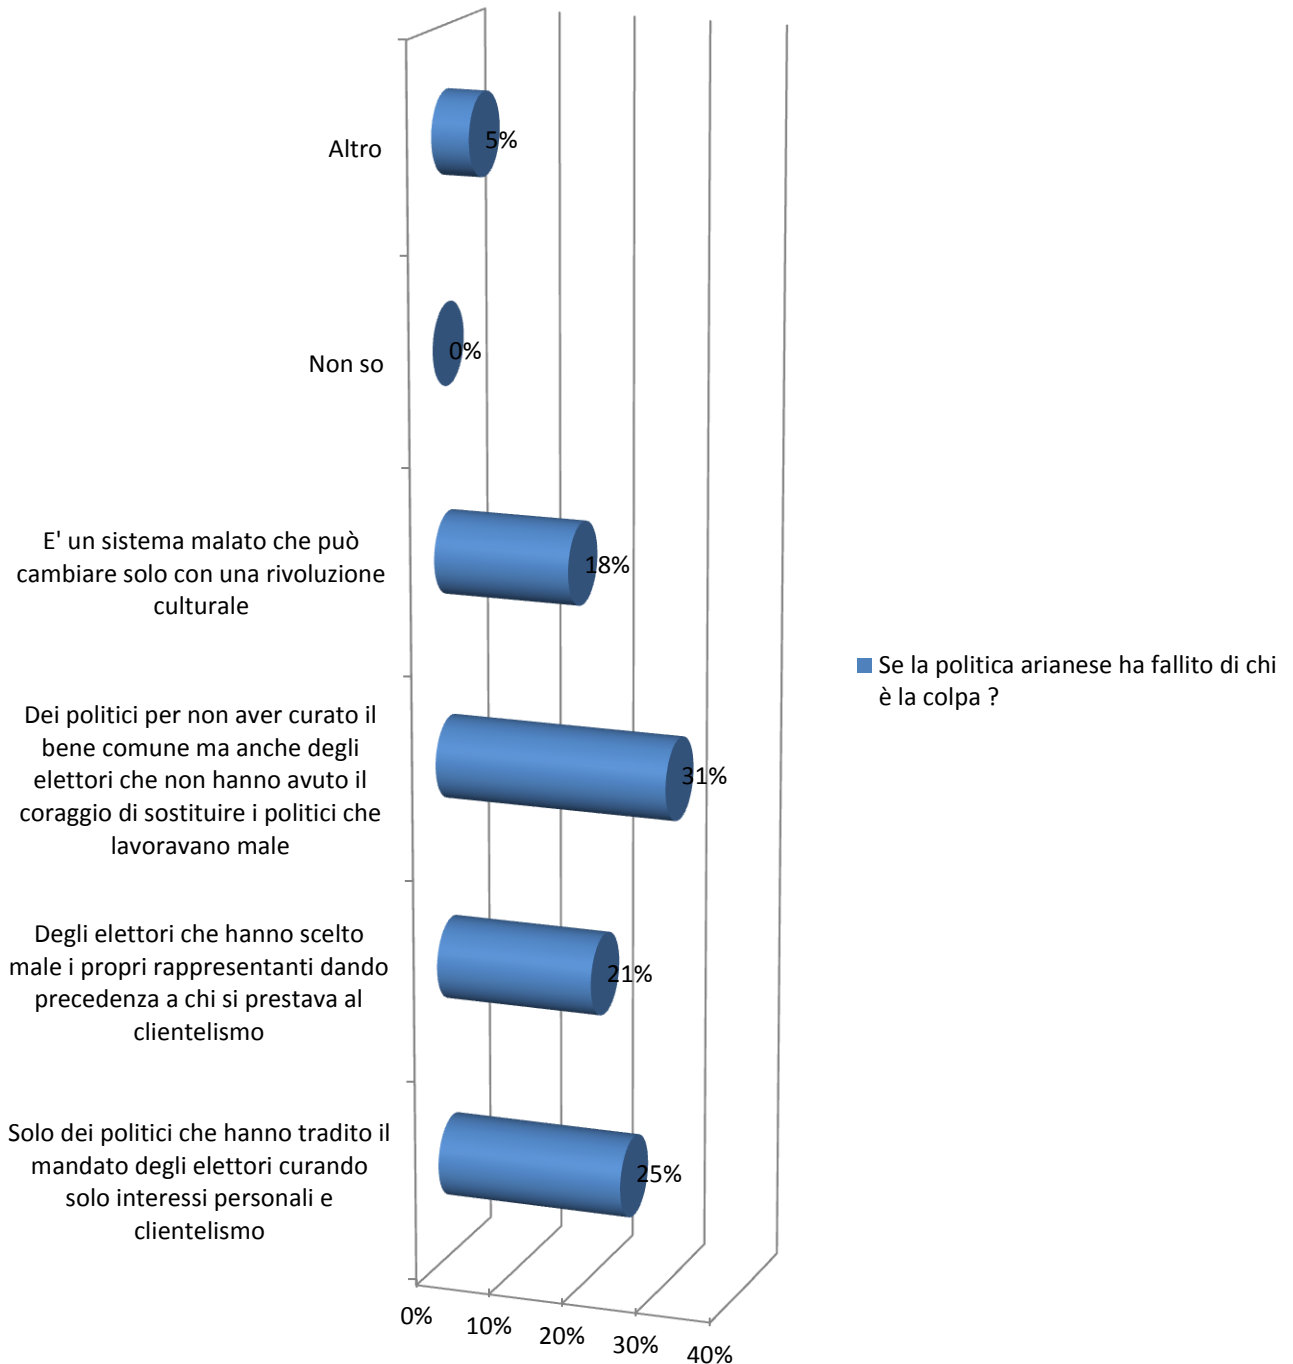 Altro
5%
Non so
0%
E' un sistema malato che può
cambiare solo con una rivoluzione
culturale
18%
Dei politici per non aver curato il
bene comune ma anche degli
elettori che non hanno avuto il
coraggio di sostituire i politici che
lavoravano male
31%
Degli elettori che hanno scelto
male i propri rappresentanti dando
precedenza a chi si prestava al
clientelismo
21%
Solo dei politici che hanno tradito il
mandato degli elettori curando
solo interessi personali e
clientelismo
25%
0%
10%
20%
30%
40%
Se la politica arianese ha fallito di chi
è la colpa ?